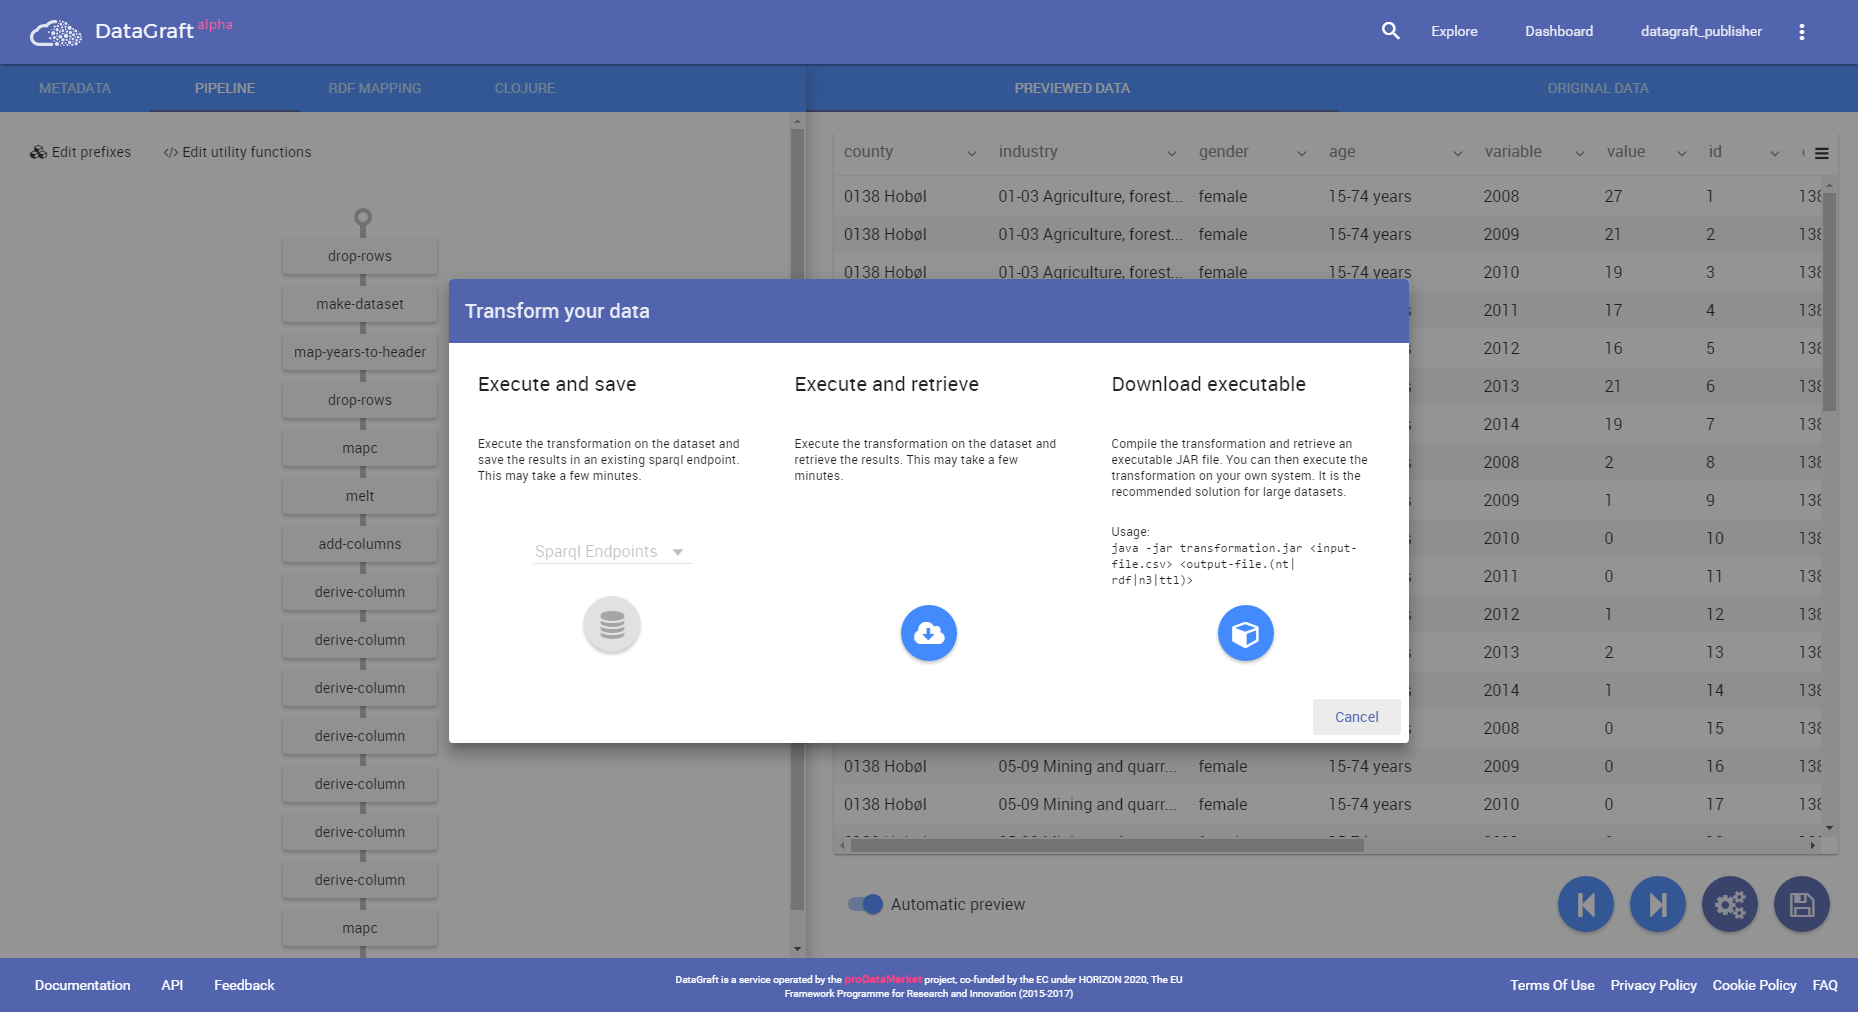 DataGraft alpha
Explore
Dashboard
datagraft_publisher
METADATA
PIPELINE
RDF MAPPING
CLOJURE
PREVIEWED DATA
ORIGINAL DATA
Edit prefixes
</> Edit utility functions
drop-rows
make-dataset
map-years-to-header
drop-rows
mapc
melt
add-columns
derive-column
derive-column
derive-column
derive-column
derive-column
derive-column
derive-column
mapc
county industry gender age variable value id
0138 Hobøl 01-03 Agriculture, forest... female 15-74 years 2008 27 1 138
0138 Hobøl 01-03 Agriculture, forest... female 15-74 years 2009 21 2 138
0138 Hobøl 01-03 Agriculture, forest... female 15-74 years 2010 19 3 138
2011 17 4 138
2012 16 5 138
2013 21 6 138
2014 19 7 138
2008 2 8 138
2009 1 9 138
2010 0 10 138
2011 0 11 138
2012 1 12 138
2013 2 13 138
2014 1 14 138
2008 0 15 138
0138 Hobøl 05-09 Mining and quarr... female 15-74 years 2009 0 16 138
0138 Hobøl 05-09 Mining and quarr... female 15-74 years 2010 0 17 138
Transform your data
Execute and save
Execute the transformation on the dataset and
save the results in an existing sparql endpoint.
This may take a few minutes.
Sparql Endpoints
Execute and retrieve
Execute the transformation on the dataset and
retrieve the results. This may take a few
minutes.
Download executable
Compile the transformation and retrieve an
executable JAR file. You can then execute the
transformation on your own system. It is the
recommended solution for large datasets.
Usage:
java -jar transformation.jar <input-
file.csv> <output-file.(nt|
rdf|n3|ttl)>
Cancel
Automatic preview
Documentation
API
Feedback
DataGraft is a service operated by the proDataMarket project, co-funded by the EC under HORIZON 2020, The EU
Framework Programme for Research and Innovation (2015-2017)
Terms Of Use
Privacy Policy
Cookie Policy
FAQ